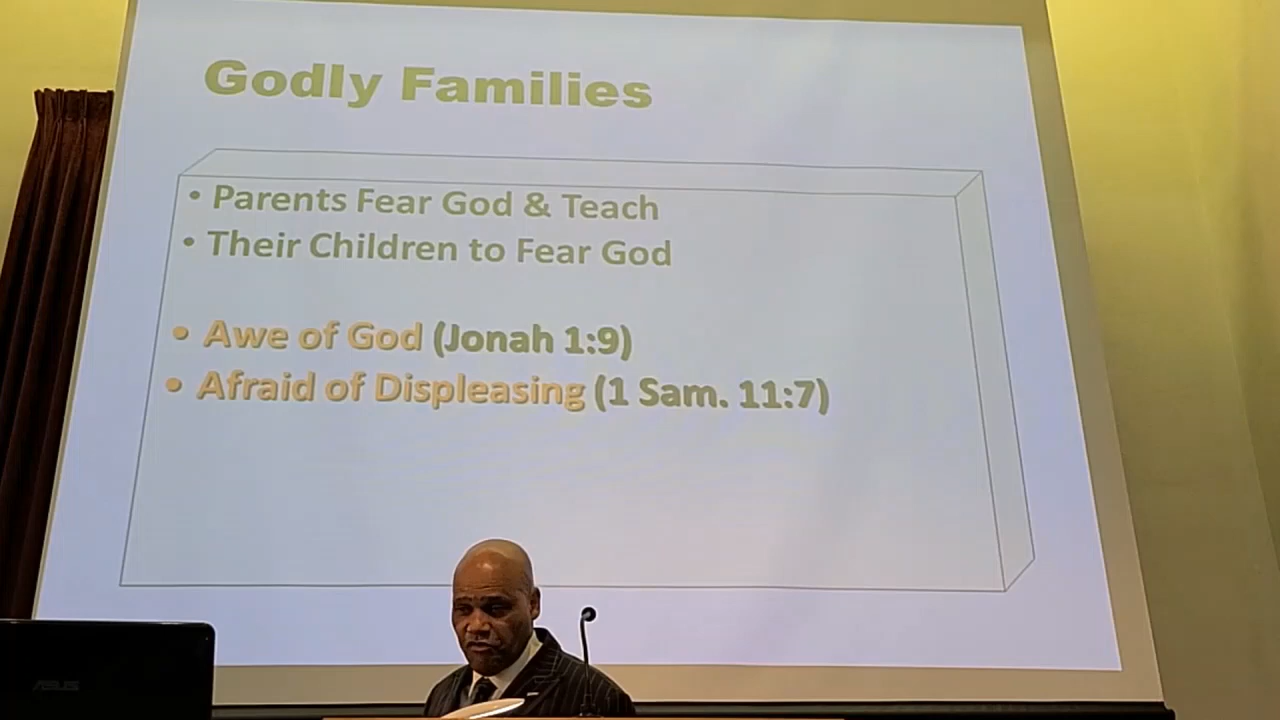 Godly Families
• Parents Fear God & Teach
• Their Children to Fear God
• Awe of God (Jonah 1:9)
• Afraid of Displeasing (1 Sam. 11:7)
ASUS